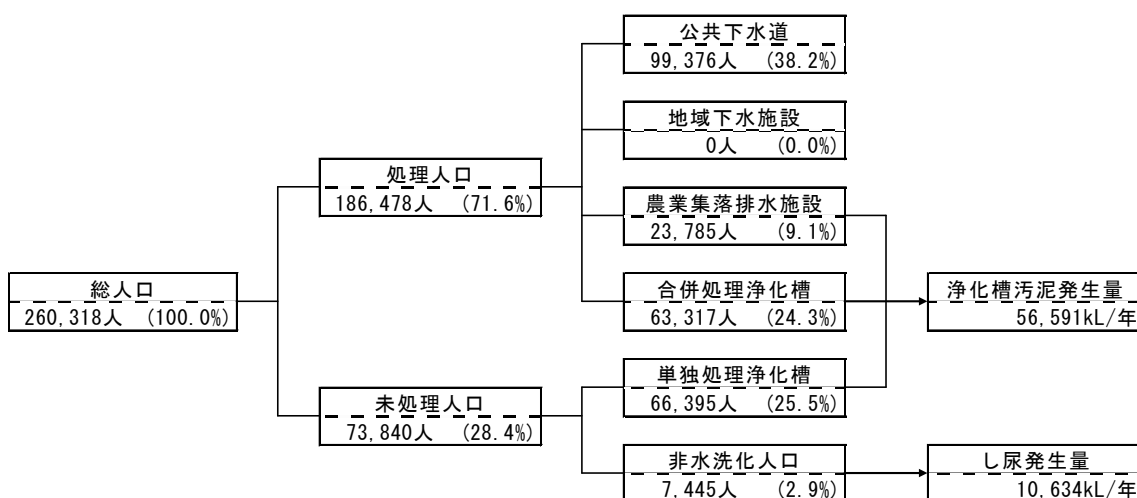 総人口
260,318人 (100.0%)
処理人口
186,478人 (71.6%)
未処理人口
73,840人 (28.4%)
公共下水道
99,376人 (38.2%)
地域下水施設
0人 (0.0%)
農業集落排水施設
23,785人 (9.1%)
合併処理浄化槽
63,317人 (24.3%)
単独処理浄化槽
66,395人 (25.5%)
非水洗化人口
7,445人 (2.9%)
浄化槽汚泥発生量
56,591kL/年
し尿発生量
10,634kL/年